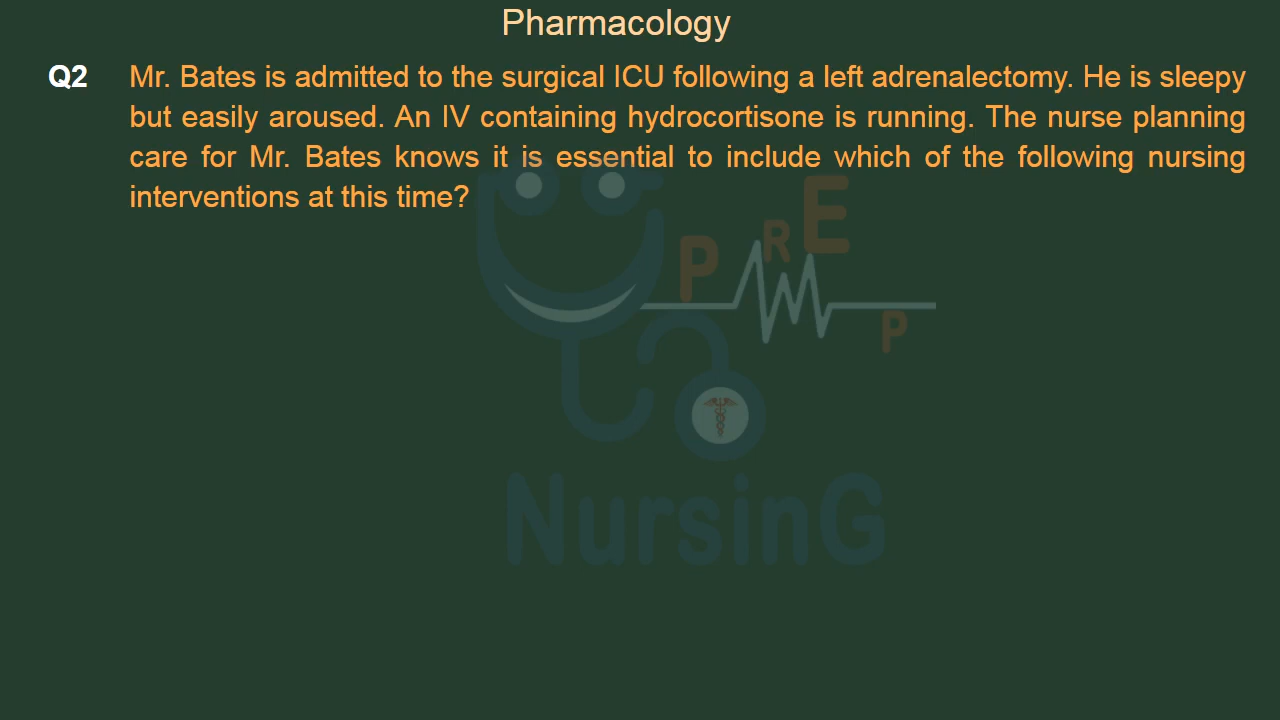 Pharmacology
Q2 Mr. Bates is admitted to the surgical ICU following a left adrenalectomy. He is sleepy
but easily aroused. An IV containing hydrocortisone is running. The nurse planning
care for Mr. Bates knows it is essential to include which of the following nursing
interventions at this time?
P R E P
NursinG